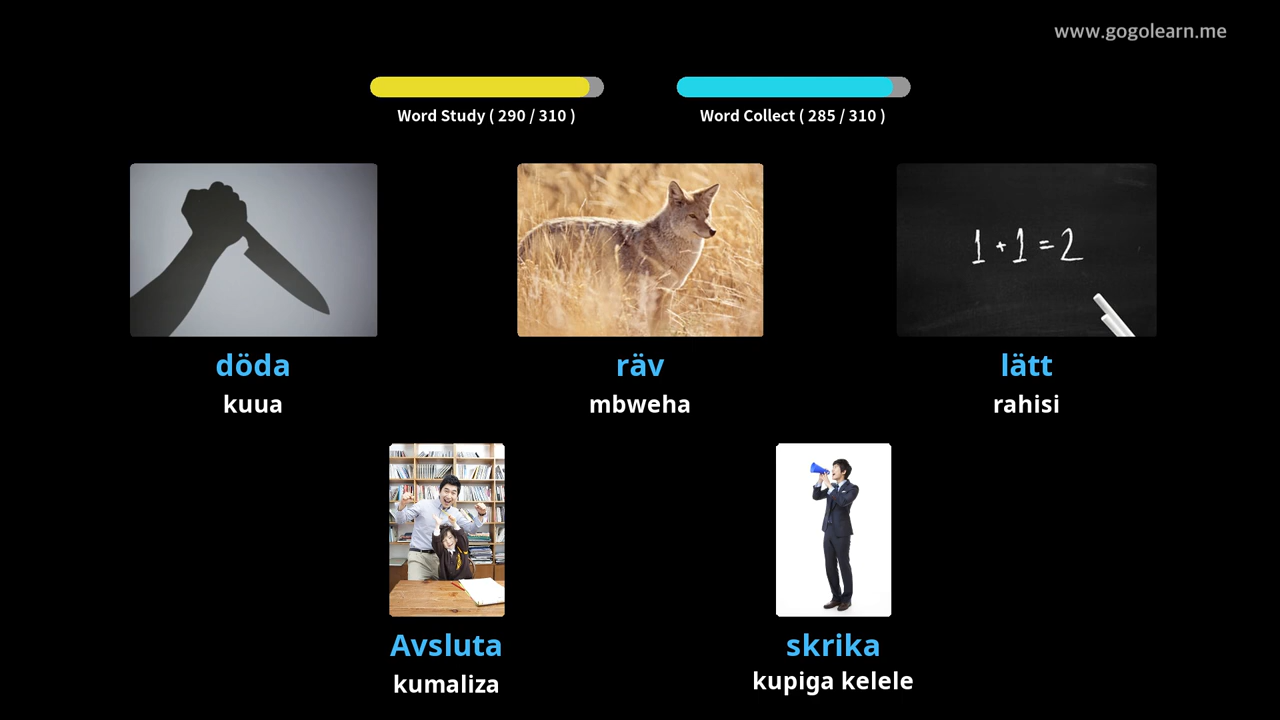 www.gogolearn.me
Word Study ( 290 / 310 )
Word Collect ( 285 / 310 )
1 + 1 = 2
döda
räv
lätt
kuua
mbweha
rahisi
Avsluta
skrika
kumaliza
kupiga kelele